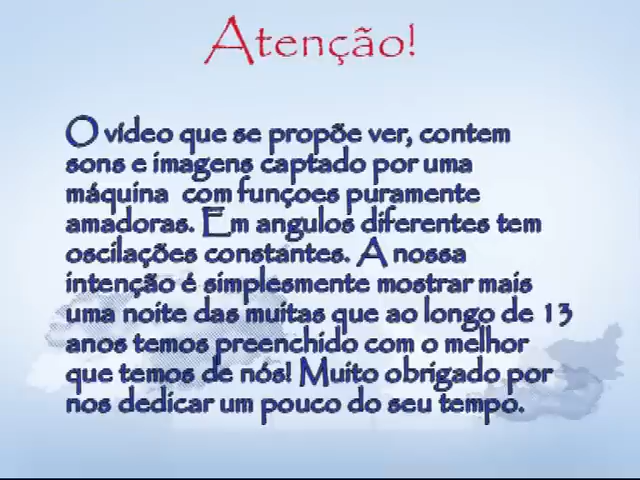 Atenção!
O vídeo que se propõe ver, contem
sons e imagens captado por uma
máquina com funçoes puramente
amadoras. Em angulos diferentes tem
oscilações constantes. A nossa
intenção é simplesmente mostrar mais
uma noite das muitas que ao longo de 13
anos temos preenchido com o melhor
que temos de nós! Muito obrigado por
nos dedicar um pouco do seu tempo.